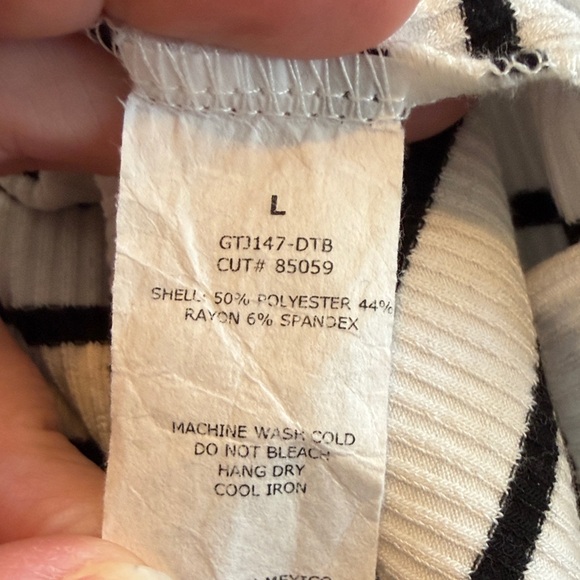 L
GTJ147-DTB
CUT# 85059
SHELL: 50% POLYESTER 44%
RAYON 6% SPANDEX
MACHINE WASH COLD
DO NOT BLEACH
HANG DRY
COOL IRON
MEXICO